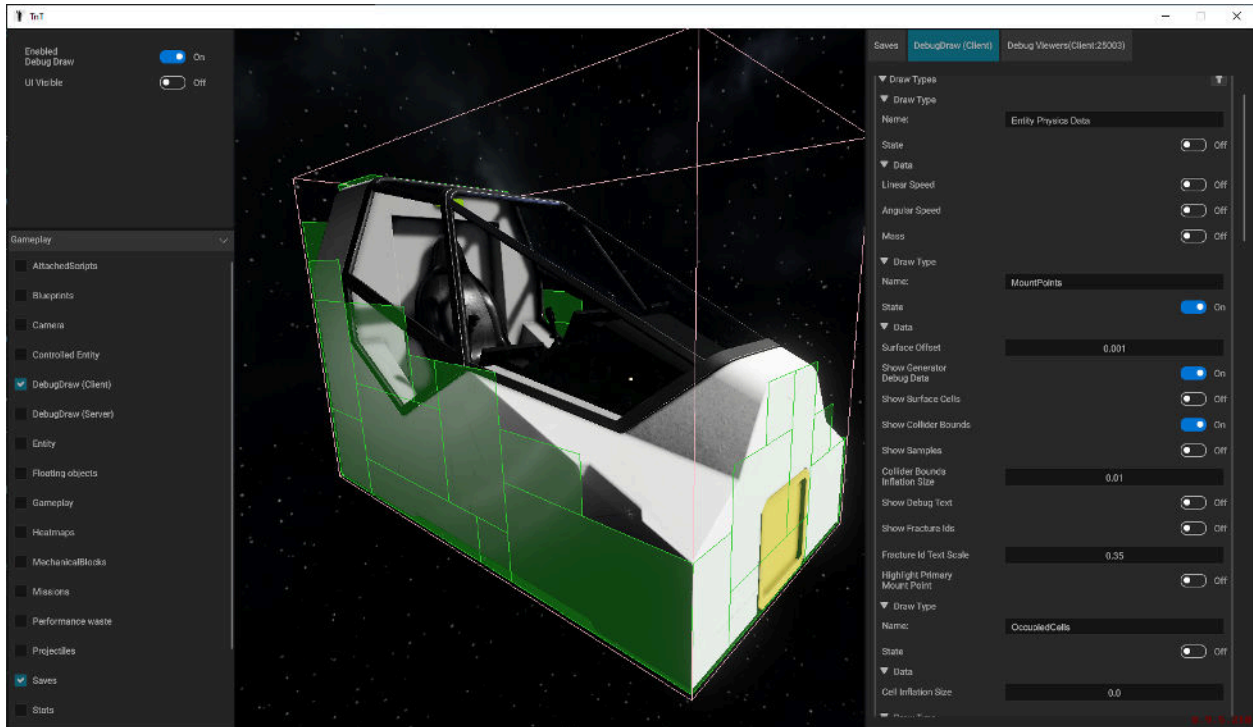 TnT
Enabled
Debug Draw
On
UI Visible
Off
Gameplay
AttachedScripts
Blueprints
Camera
Controlled Entity
DebugDraw (Client)
DebugDraw (Server)
Entity
Floating objects
Gameplay
Heatmaps
MechanicalBlocks
Missions
Performance waste
Projectiles
Saves
Stats
Saves DebugDraw (Client) Debug Viewers(Client:25003)
Draw Types
Draw Type
Name: Entity Physics Data
State Off
Data
Linear Speed Off
Angular Speed Off
Mass Off
Draw Type
Name: MountPoints
State On
Data
Surface Offset 0.001
Show Generator
Debug Data
On
Show Surface Cells Off
Show Collider Bounds On
Show Samples Off
Collider Bounds
Inflation Size
0.01
Show Debug Text Off
Show Fracture Ids Off
Fracture Id Text Scale 0.35
Highlight Primary
Mount Point
Off
Draw Type
Name: OccupiedCells
State Off
Data
Cell Inflation Size 0.0
Draw Type